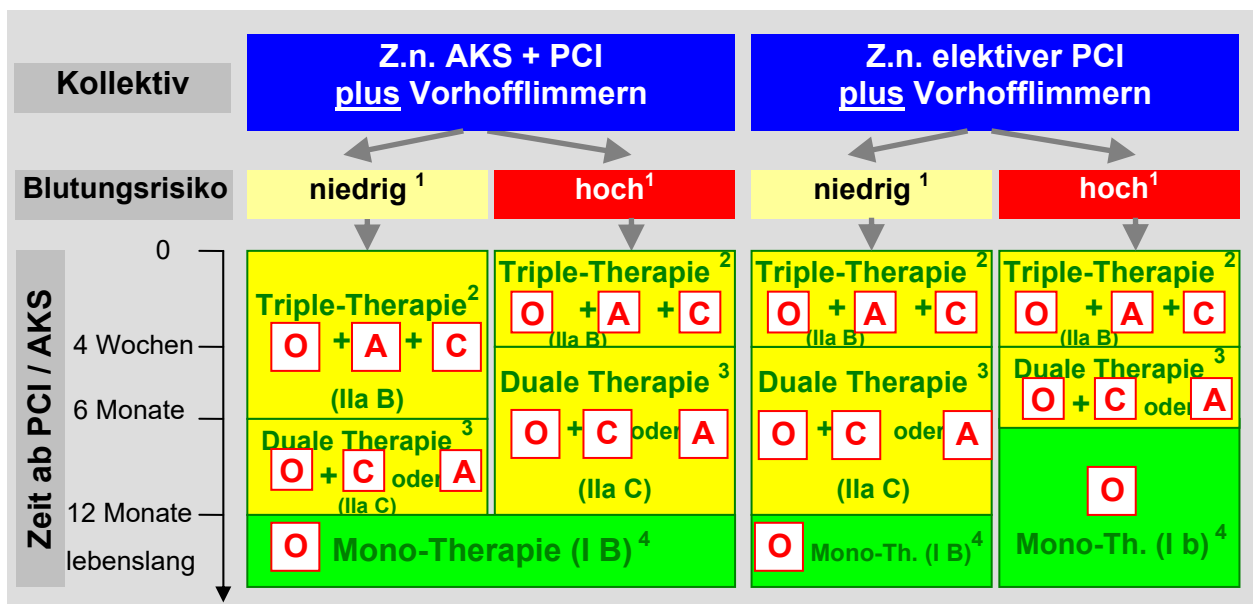 Kollektiv
Z.n. AKS + PCI
plus Vorhofflimmern
Z.n. elektiver PCI
plus Vorhofflimmern
Blutungsrisiko
niedrig ¹
hoch¹
niedrig ¹
hoch¹
Zeit ab PCI / AKS
0
4 Wochen
6 Monate
12 Monate
lebenslang
Triple-Therapie²
O + A + C
(IIa B)
Duale Therapie ³
O + C oder A
(IIa C)
Triple-Therapie ²
O + A + C
(IIa B)
Duale Therapie ³
O + C oder A
(IIa C)
O Mono-Therapie (I B) ⁴
Triple-Therapie ²
O + A + C
(IIa B)
Duale Therapie ³
O + C oder A
(IIa C)
O Mono-Th. (I B)⁴
Triple-Therapie ²
O + A + C
(IIa B)
Duale Therapie ³
O + C oder A
O
Mono-Th. (I b) ⁴